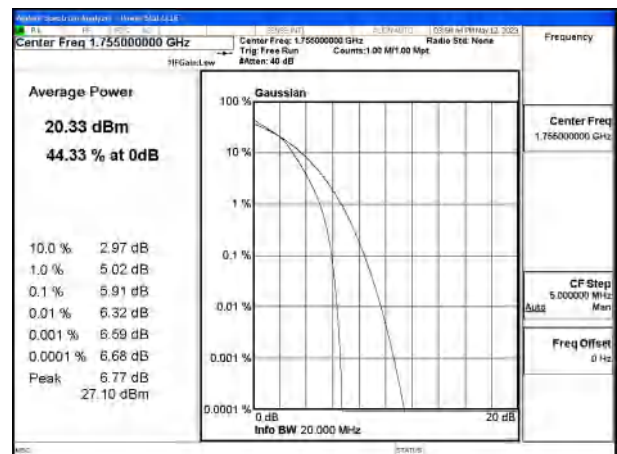 Center Freq 1.755000000 GHz
Center Freq: 1.755000000 GHz
Radio Std: None
Trig: Free Run
Counts:1.00 M/1.00 Mpt
#IFGain:Low
#Atten: 40 dB
Frequency
Average Power
20.33 dBm
44.33 % at 0dB
10.0 % 2.97 dB
1.0 % 5.02 dB
0.1 % 5.91 dB
0.01 % 6.32 dB
0.001 % 6.59 dB
0.0001 % 6.68 dB
Peak 6.77 dB
27.10 dBm
Gaussian
100 %
10 %
1 %
0.1 %
0.01 %
0.001 %
0.0001 %
0 dB
20 dB
Info BW 20.000 MHz
Center Freq
1.755000000 GHz
CF Step
5.000000 MHz
Auto Man
Freq Offset
0 Hz
MSG
STATUS